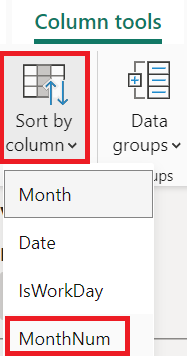 Column tools
Sort by
column
Data
groups
ups
Month
Date
IsWorkDay
MonthNum